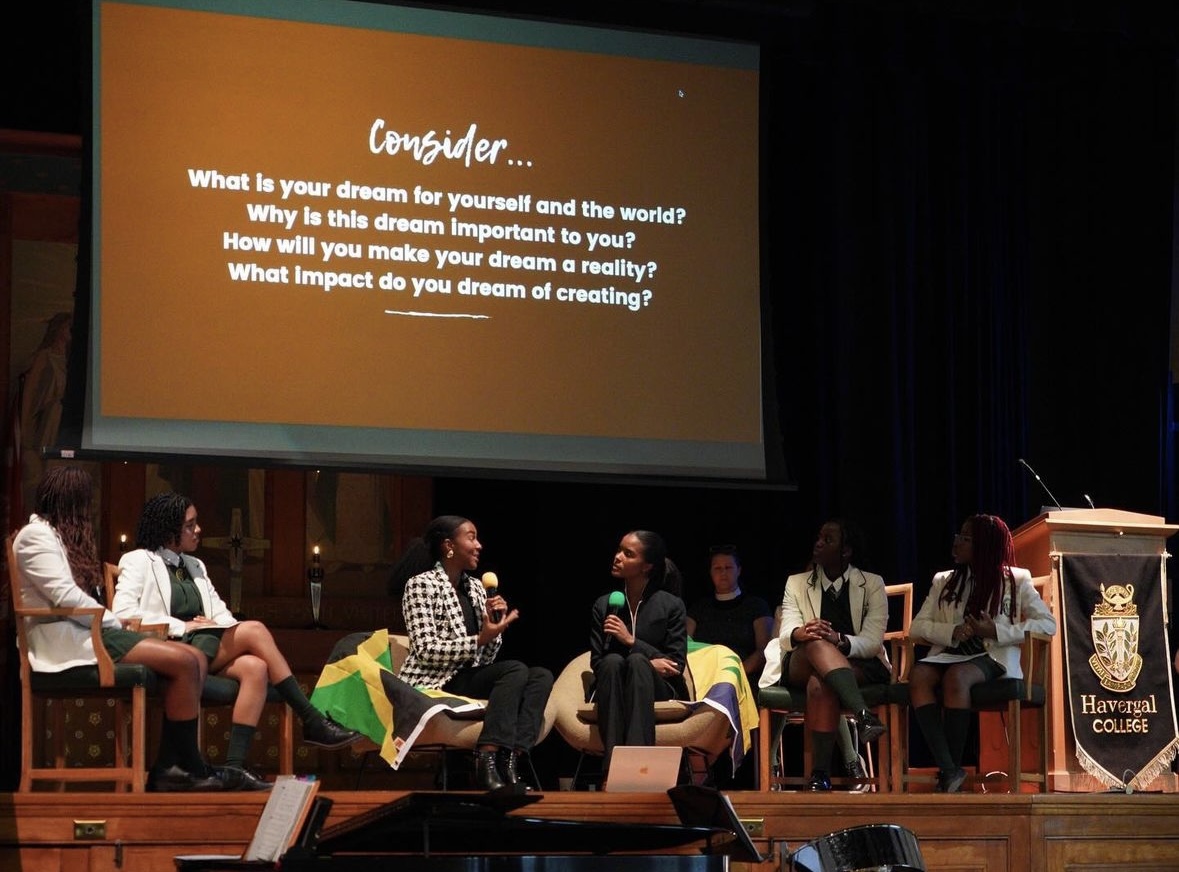 Consider...
What is your dream for yourself and the world?
Why is this dream important to you?
How will you make your dream a reality?
What impact do you dream of creating?
Havergal
COLLEGE